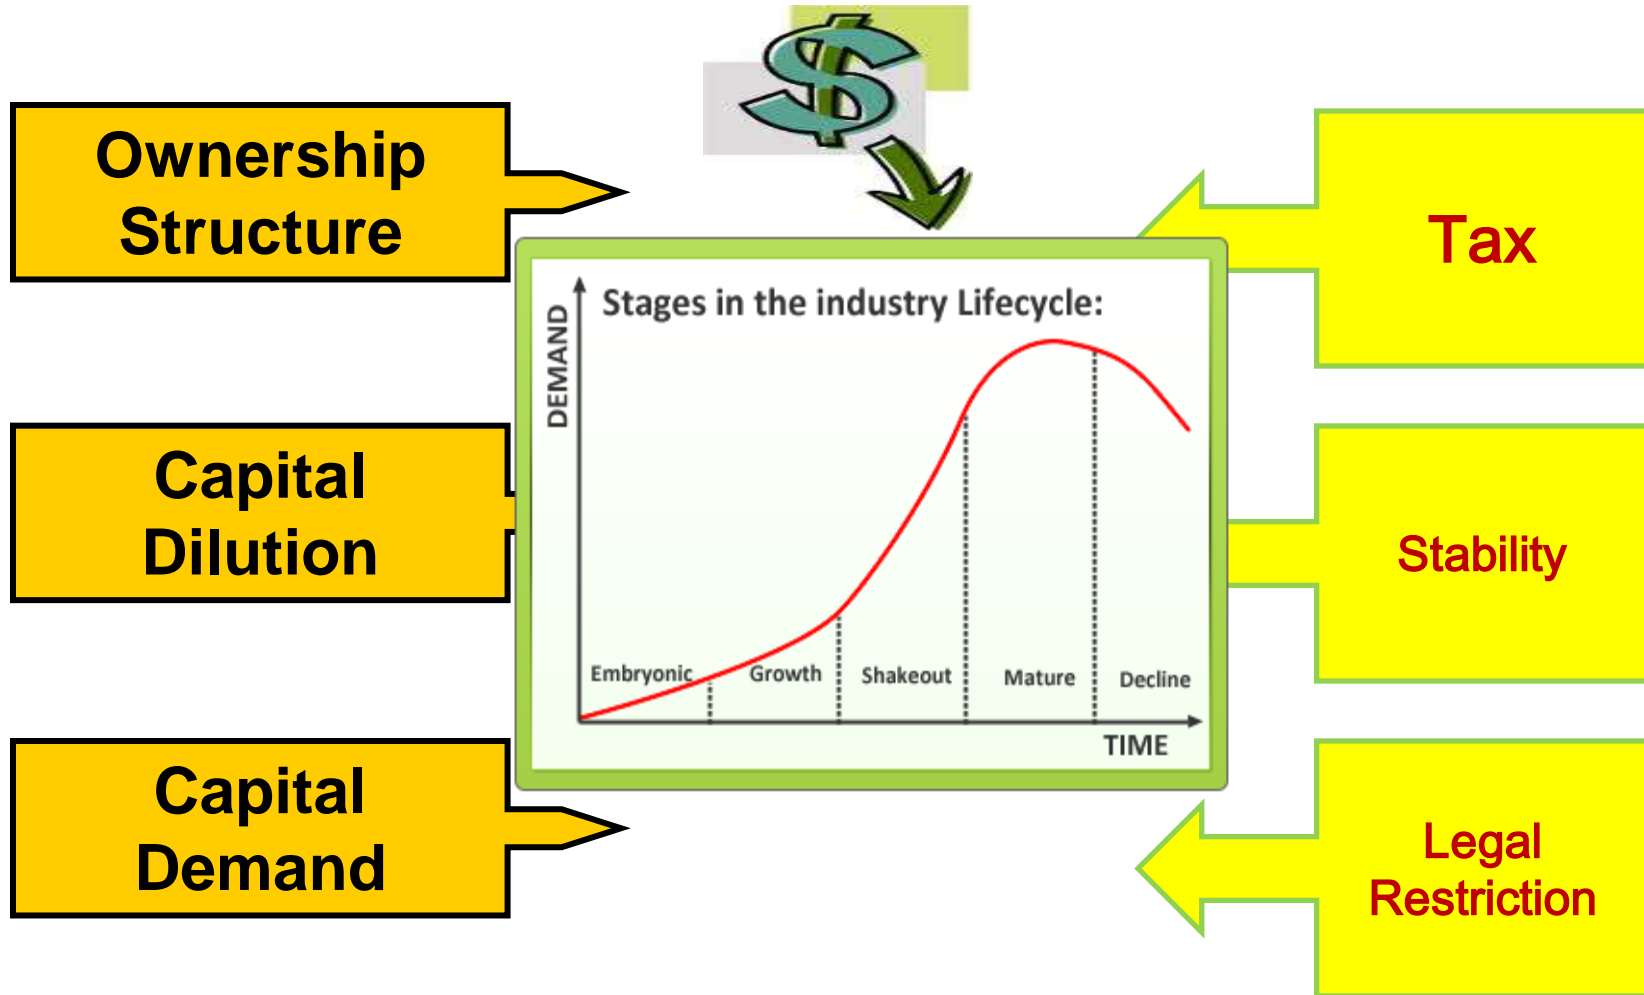 Ownership
Structure
Capital
Dilution
Capital
Demand
Stages in the industry Lifecycle:
DEMAND
Embryonic
Growth
Shakeout
Mature
Decline
TIME
Tax
Stability
Legal
Restriction